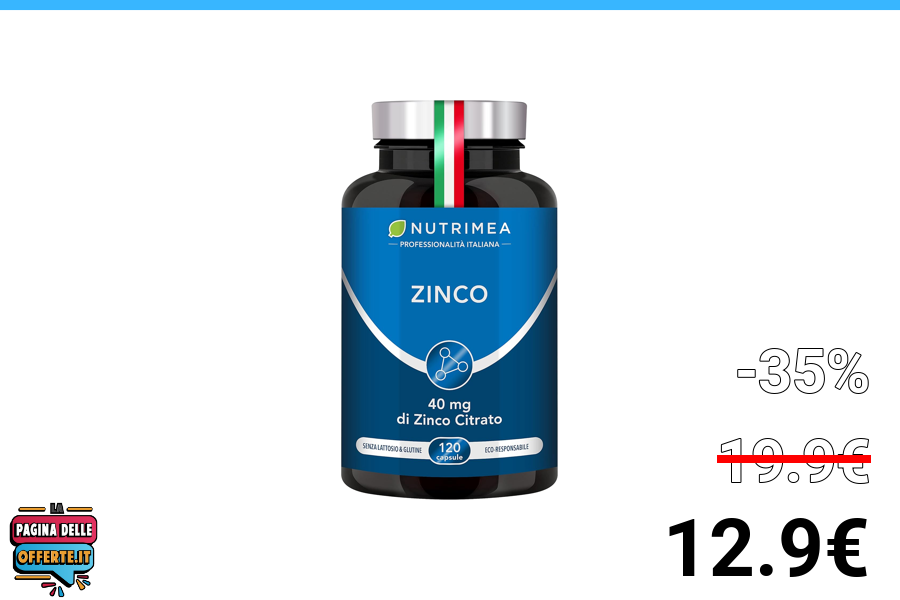 NUTRIMEA
PROFESSIONALITÀ ITALIANA
ZINCO
40 mg
di Zinco Citrato
SENZA LATTOSIO & GLUTINE
120
capsule
ECO-RESPONSABILE
-35%
19.9€
12.9€
LA
PAGINA DELLE
OFFERTE.IT